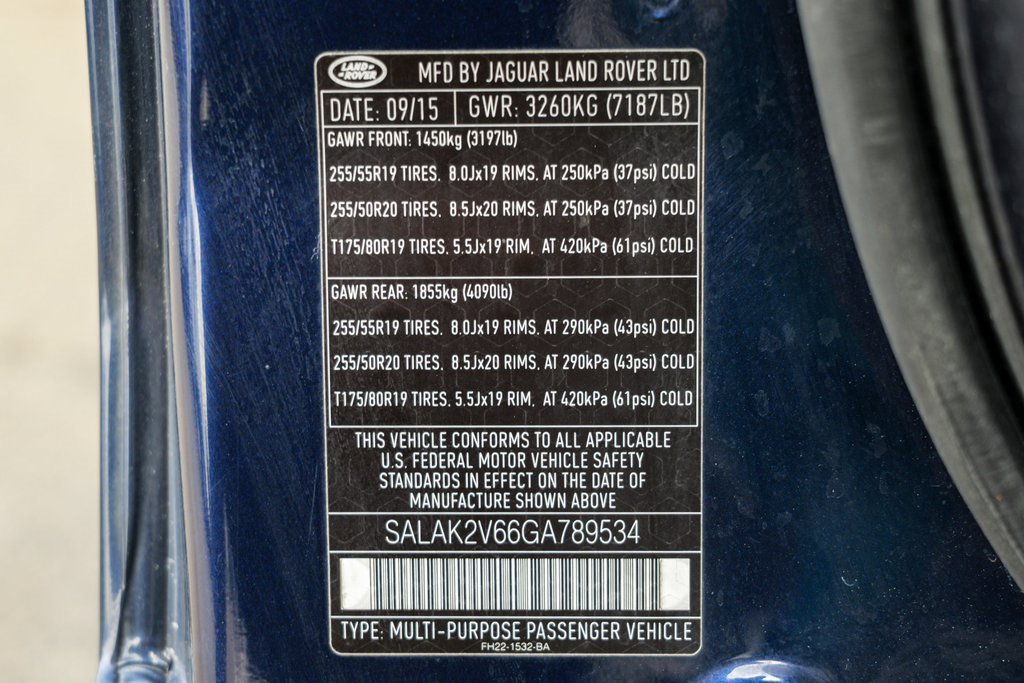 LAND-
-ROVER
MFD BY JAGUAR LAND ROVER LTD
DATE: 09/15 GWR: 3260KG (7187LB)
GAWR FRONT: 1450kg (3197lb)
255/55R19 TIRES, 8.0Jx19 RIMS, AT 250kPa (37psi) COLD
255/50R20 TIRES, 8.5Jx20 RIMS, AT 250kPa (37psi) COLD
T175/80R19 TIRES, 5.5Jx19 RIM, AT 420kPa (61psi) COLD
GAWR REAR: 1855kg (4090lb)
255/55R19 TIRES, 8.0Jx19 RIMS, AT 290kPa (43psi) COLD
255/50R20 TIRES, 8.5Jx20 RIMS, AT 290kPa (43psi) COLD
T175/80R19 TIRES, 5.5Jx19 RIM, AT 420kPa (61psi) COLD
THIS VEHICLE CONFORMS TO ALL APPLICABLE
U.S. FEDERAL MOTOR VEHICLE SAFETY
STANDARDS IN EFFECT ON THE DATE OF
MANUFACTURE SHOWN ABOVE
SALAK2V66GA789534
TYPE: MULTI-PURPOSE PASSENGER VEHICLE
FH22-1532-BA